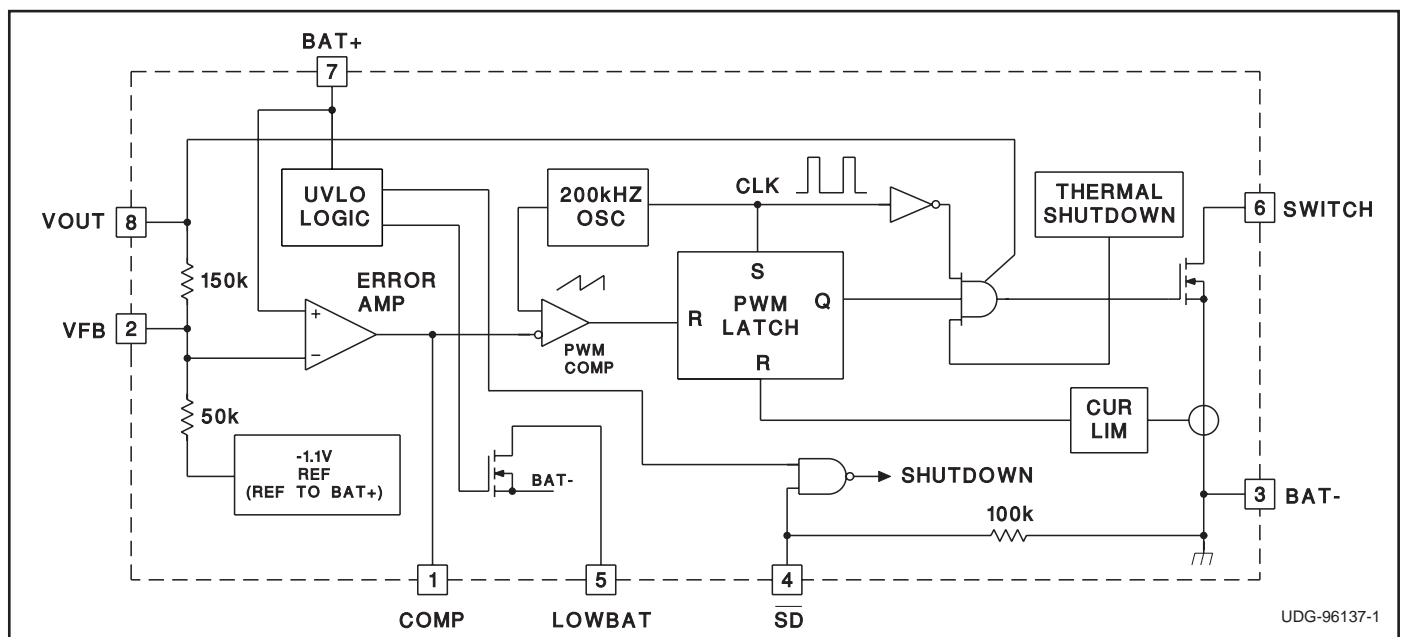 BAT+
7
UVLO
LOGIC
200kHZ
OSC
CLK
THERMAL
SHUTDOWN
VOUT
8
6
SWITCH
150k
ERROR
AMP
+
−
S
PWM
LATCH
Q
R
R
VFB
2
PWM
COMP
50k
-1.1V
REF
(REF TO BAT+)
BAT-
CUR
LIM
SHUTDOWN
3
BAT-
100k
1
5
4
COMP
LOWBAT
SD
UDG-96137-1